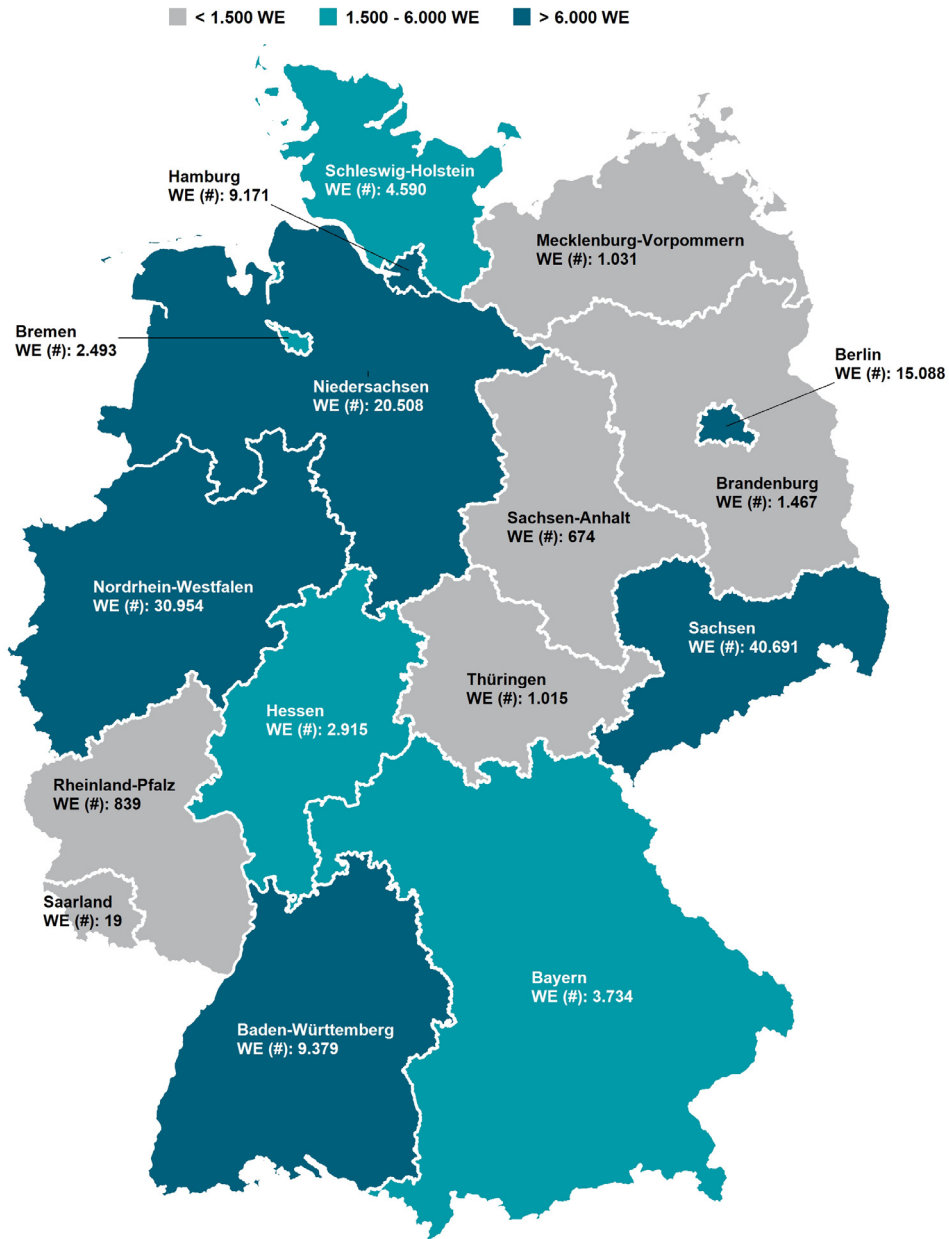 < 1.500 WE 1.500 - 6.000 WE > 6.000 WE
Schleswig-Holstein
WE (#): 4.590
Hamburg
WE (#): 9.171
Mecklenburg-Vorpommern
WE (#): 1.031
Bremen
WE (#): 2.493
Berlin
WE (#): 15.088
Niedersachsen
WE (#): 20.508
Brandenburg
WE (#): 1.467
Sachsen-Anhalt
WE (#): 674
Nordrhein-Westfalen
WE (#): 30.954
Sachsen
WE (#): 40.691
Thüringen
WE (#): 1.015
Hessen
WE (#): 2.915
Rheinland-Pfalz
WE (#): 839
Saarland
WE (#): 19
Bayern
WE (#): 3.734
Baden-Württemberg
WE (#): 9.379